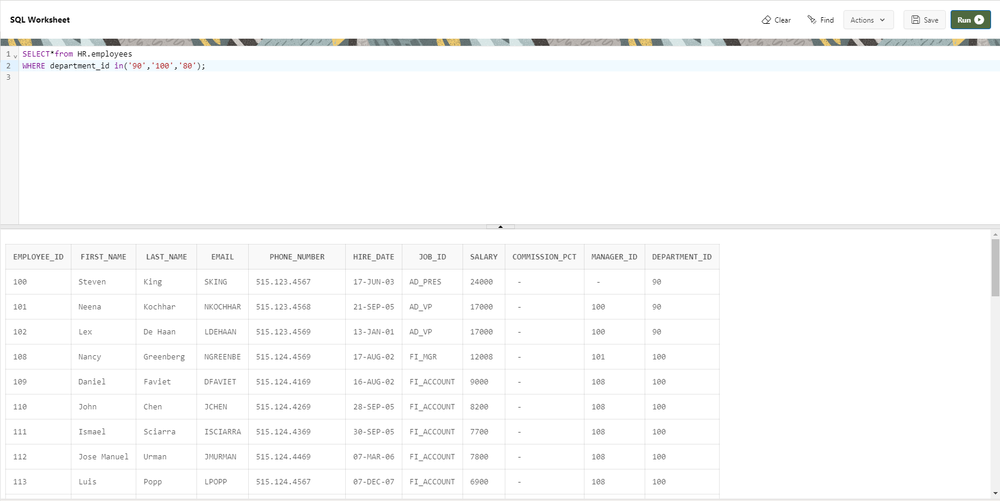 SQL Worksheet Clear Find Actions Save Run
1 SELECT*from HR.employees
2 WHERE department_id in('90','100','80');
3
EMPLOYEE_ID FIRST_NAME LAST_NAME EMAIL PHONE_NUMBER HIRE_DATE JOB_ID SALARY COMMISSION_PCT MANAGER_ID DEPARTMENT_ID
100 Steven King SKING 515.123.4567 17-JUN-03 AD_PRES 24000 - - 90
101 Neena Kochhar NKOCHHAR 515.123.4568 21-SEP-05 AD_VP 17000 - 100 90
102 Lex De Haan LDEHAAN 515.123.4569 13-JAN-01 AD_VP 17000 - 100 90
108 Nancy Greenberg NGREENBE 515.124.4569 17-AUG-02 FI_MGR 12008 - 101 100
109 Daniel Faviet DFAVIET 515.124.4169 16-AUG-02 FI_ACCOUNT 9000 - 108 100
110 John Chen JCHEN 515.124.4269 28-SEP-05 FI_ACCOUNT 8200 - 108 100
111 Ismael Sciarra ISCIARRA 515.124.4369 30-SEP-05 FI_ACCOUNT 7700 - 108 100
112 Jose Manuel Urman JMURMAN 515.124.4469 07-MAR-06 FI_ACCOUNT 7800 - 108 100
113 Luis Popp LPOPP 515.124.4567 07-DEC-07 FI_ACCOUNT 6900 - 108 100